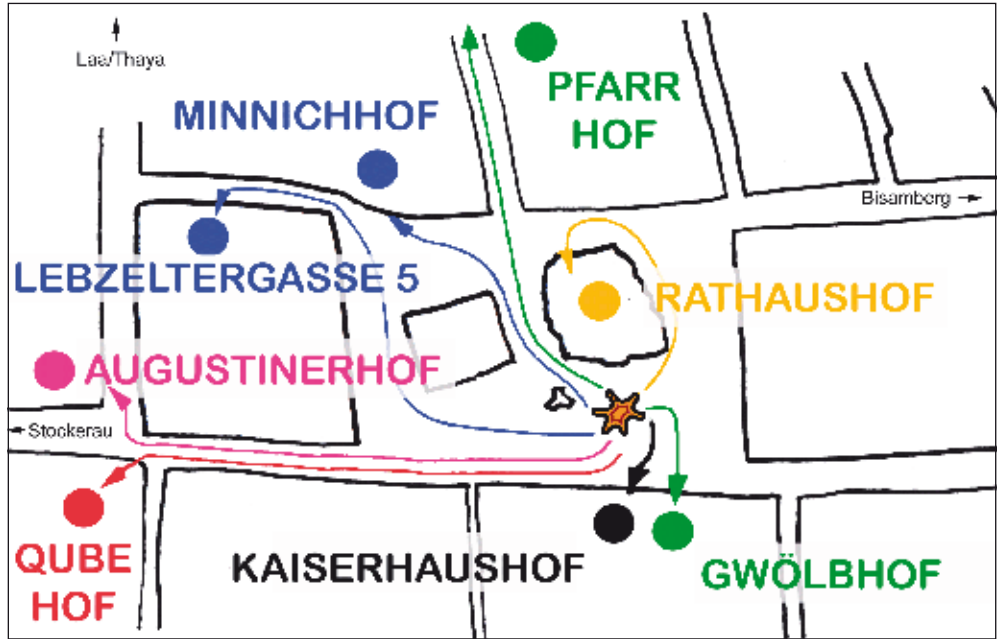 Laa/Thaya
MINNICHHOF
PFARR
HOF
Bisamberg
LEBZELTERGASSE 5
RATHAUSHOF
AUGUSTINERHOF
Stockerau
QUBE
HOF
KAISERHAUSHOF
GWÖLBHOF